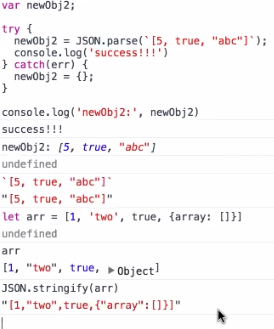 var newObj2;
try {
newObj2 = JSON.parse(`[5, true, "abc"]`);
console.log('success!!!')
} catch(err) {
newObj2 = {};
}
console.log('newObj2:', newObj2)
success!!!
newObj2: [5, true, "abc"]
undefined
`[5, true, "abc"]`
"[5, true, "abc"]"
let arr = [1, 'two', true, {array: []}]
undefined
arr
[1, "two", true, ▶Object]
JSON.stringify(arr)
"[1,"two",true,{"array":[]}]"